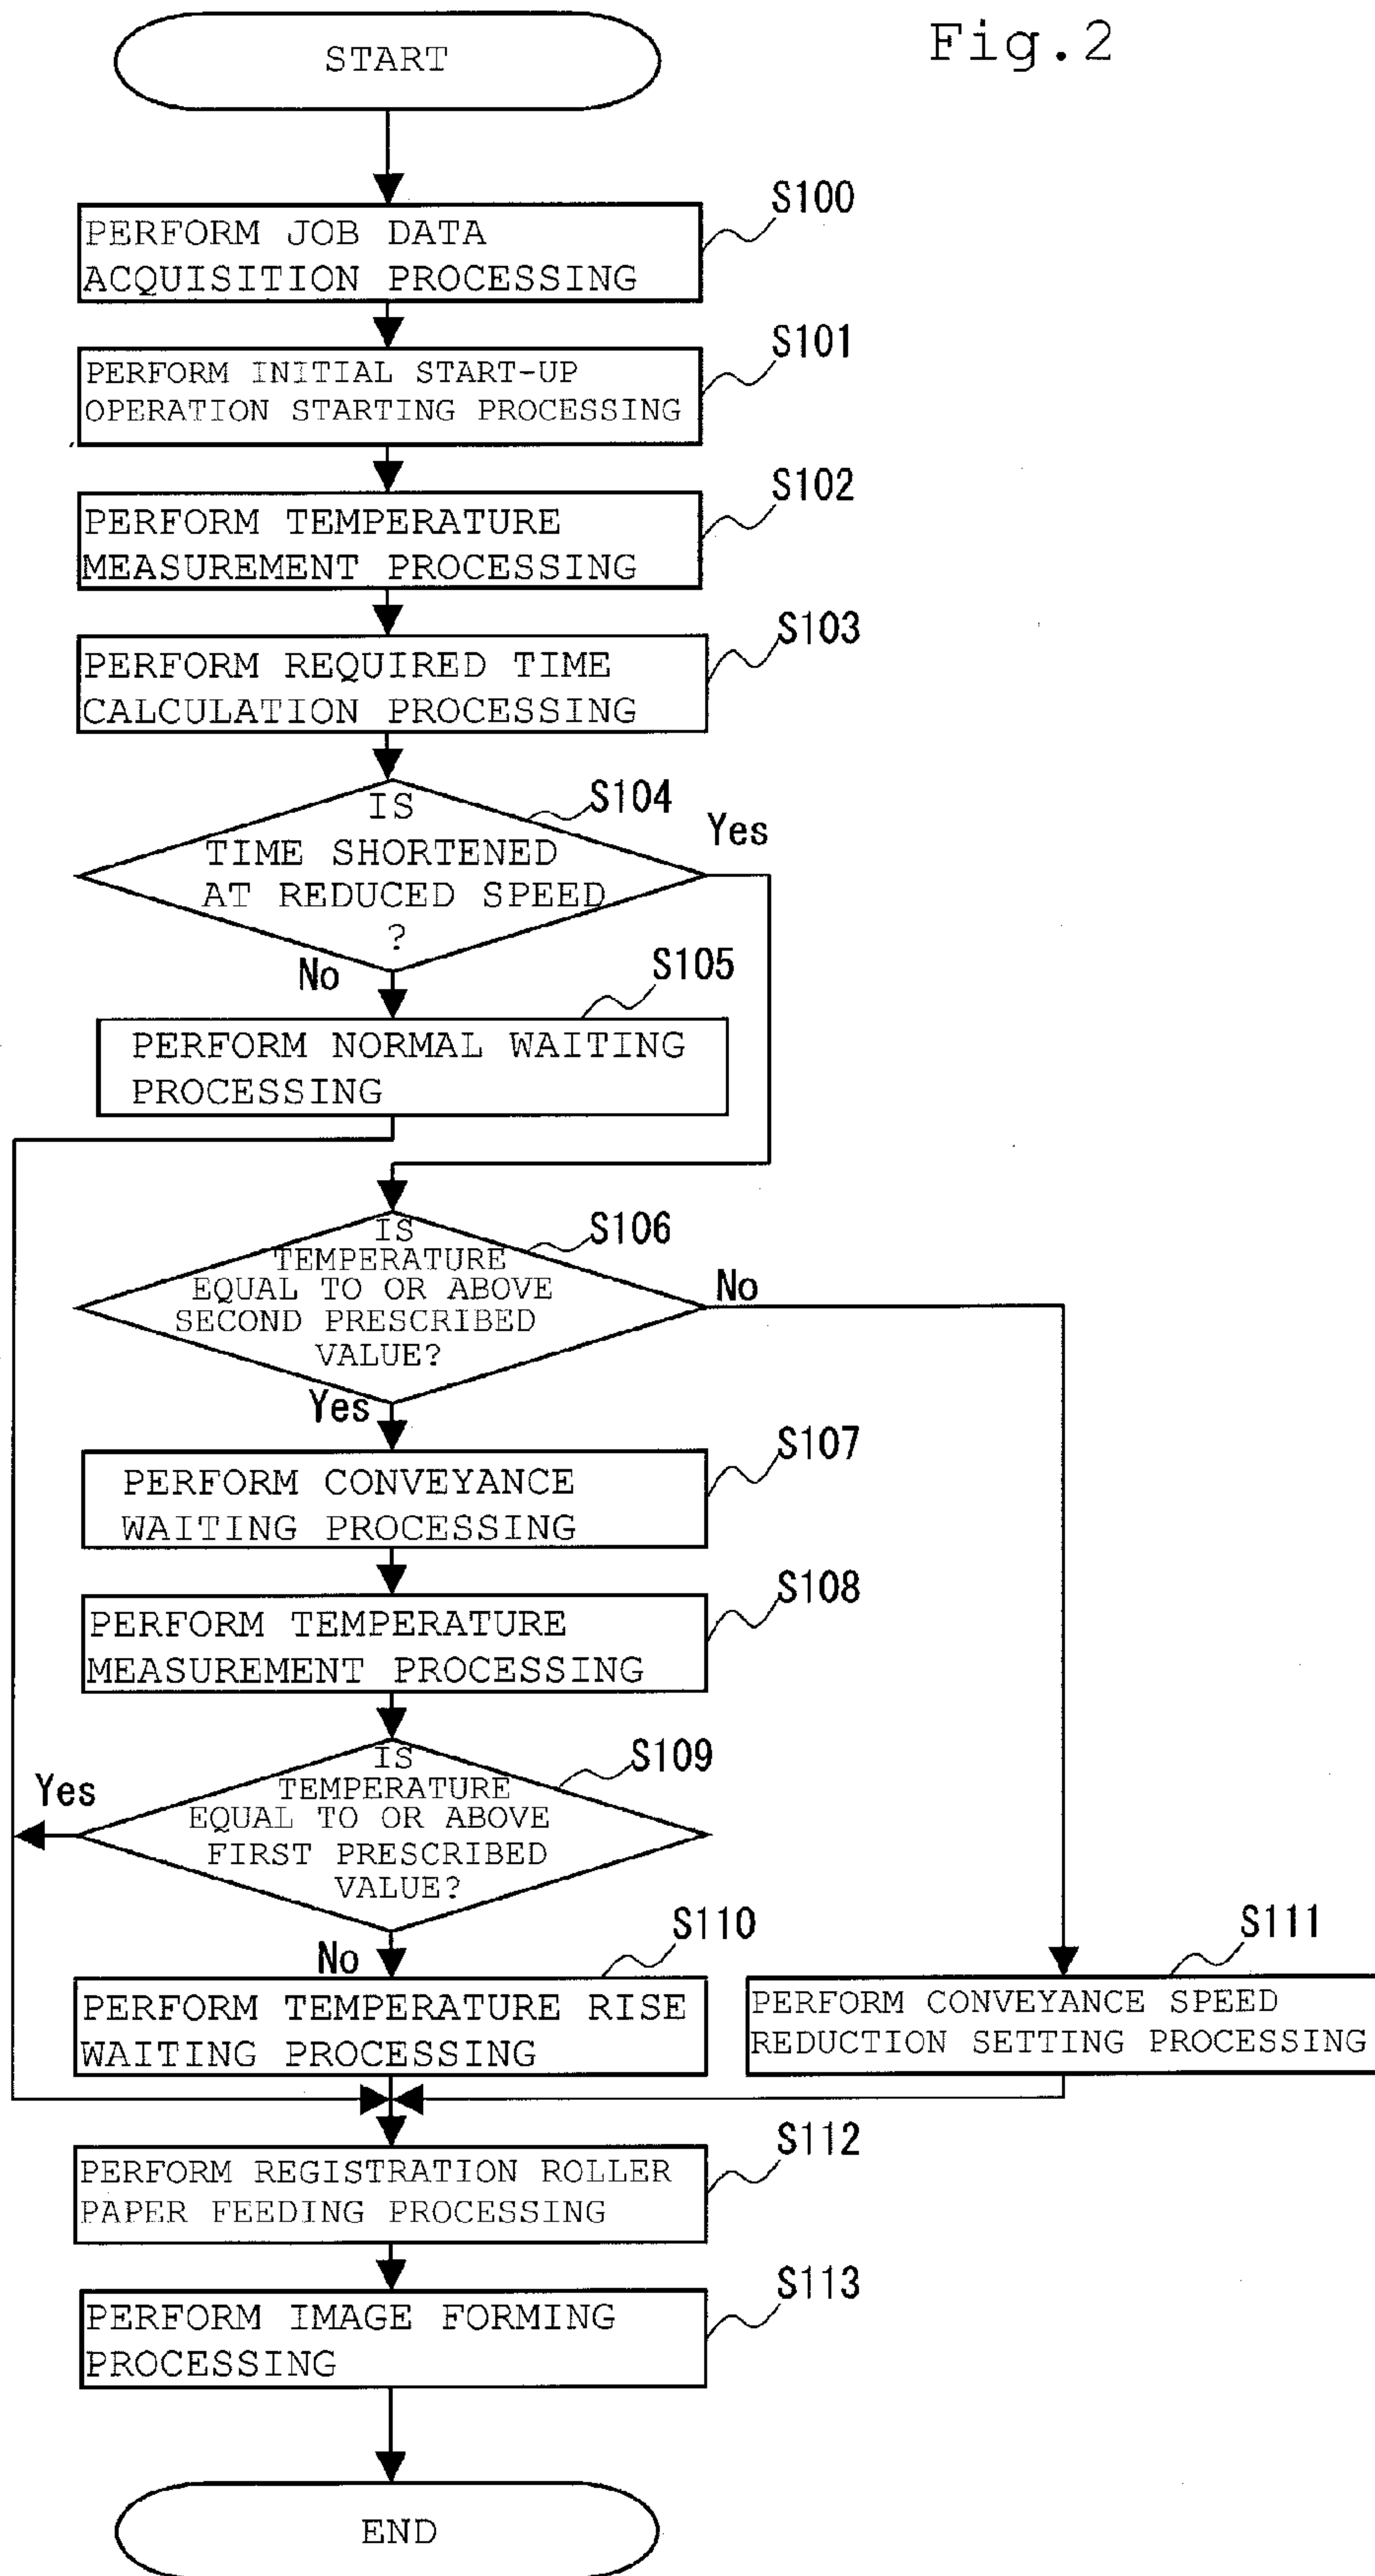 Fig.2
START
S100
PERFORM JOB DATA
ACQUISITION PROCESSING
S101
PERFORM INITIAL START-UP
OPERATION STARTING PROCESSING
S102
PERFORM TEMPERATURE
MEASUREMENT PROCESSING
S103
PERFORM REQUIRED TIME
CALCULATION PROCESSING
S104
IS
TIME SHORTENED
AT REDUCED SPEED
?
Yes
No
S105
PERFORM NORMAL WAITING
PROCESSING
S106
IS
TEMPERATURE
EQUAL TO OR ABOVE
SECOND PRESCRIBED
VALUE?
No
Yes
S107
PERFORM CONVEYANCE
WAITING PROCESSING
S108
PERFORM TEMPERATURE
MEASUREMENT PROCESSING
S109
IS
TEMPERATURE
EQUAL TO OR ABOVE
FIRST PRESCRIBED
VALUE?
Yes
No
S110
PERFORM TEMPERATURE RISE
WAITING PROCESSING
S111
PERFORM CONVEYANCE SPEED
REDUCTION SETTING PROCESSING
S112
PERFORM REGISTRATION ROLLER
PAPER FEEDING PROCESSING
S113
PERFORM IMAGE FORMING
PROCESSING
END